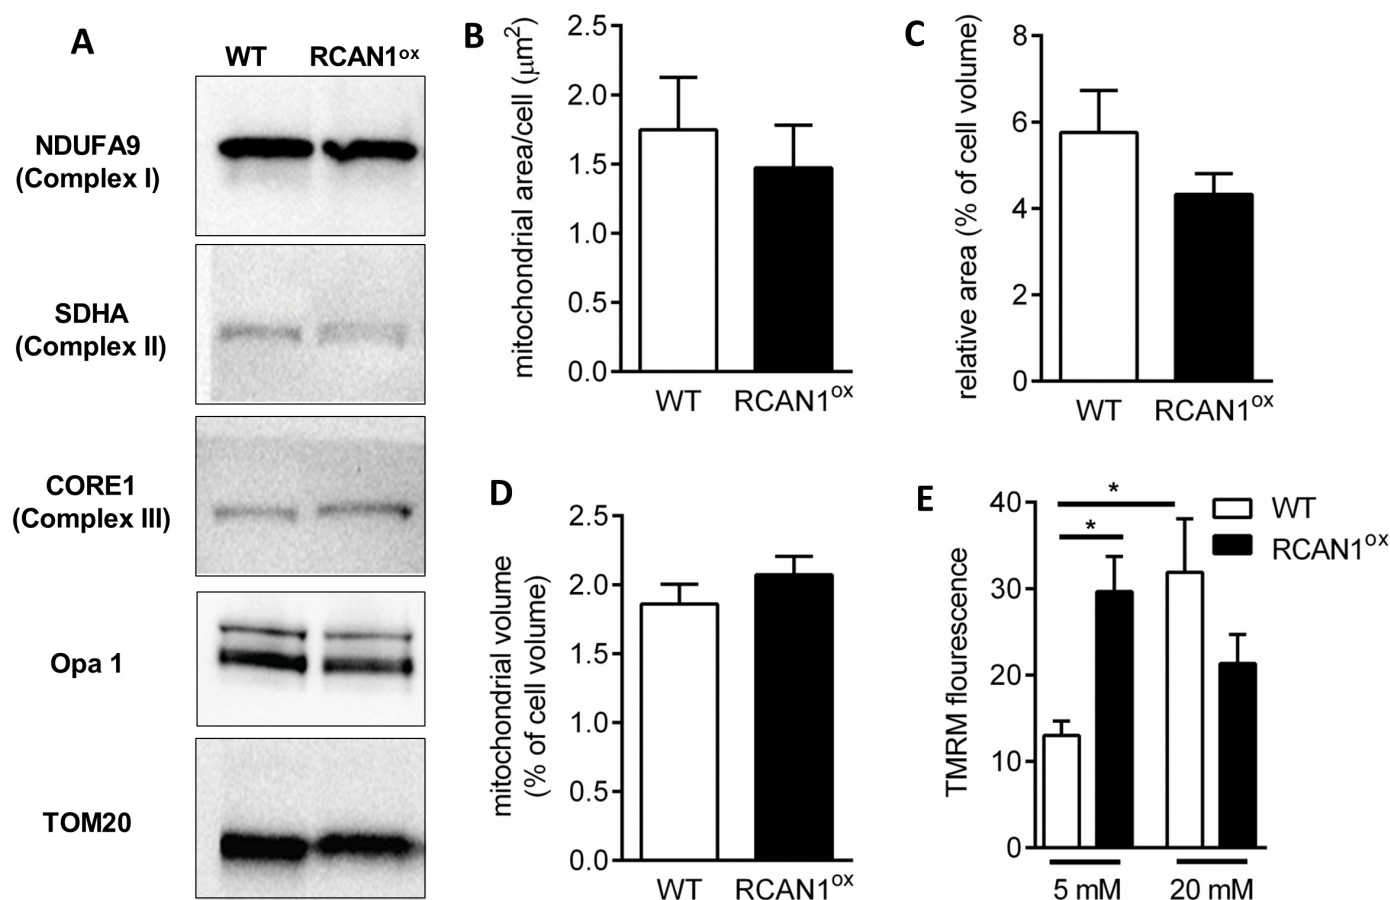 A
WT RCAN1ᵒˣ
NDUFA9
(Complex I)
SDHA
(Complex II)
CORE1
(Complex III)
Opa 1
TOM20
B
mitochondrial area/cell (μm²)
2.5
2.0
1.5
1.0
0.5
0.0
WT RCAN1ᵒˣ
C
relative area (% of cell volume)
8
6
4
2
0
WT RCAN1ᵒˣ
D
mitochondrial volume
(% of cell volume)
2.5
2.0
1.5
1.0
0.5
0.0
WT RCAN1ᵒˣ
E
TMRM flourescence
40
30
20
10
0
*
*
WT
RCAN1ᵒˣ
5 mM 20 mM